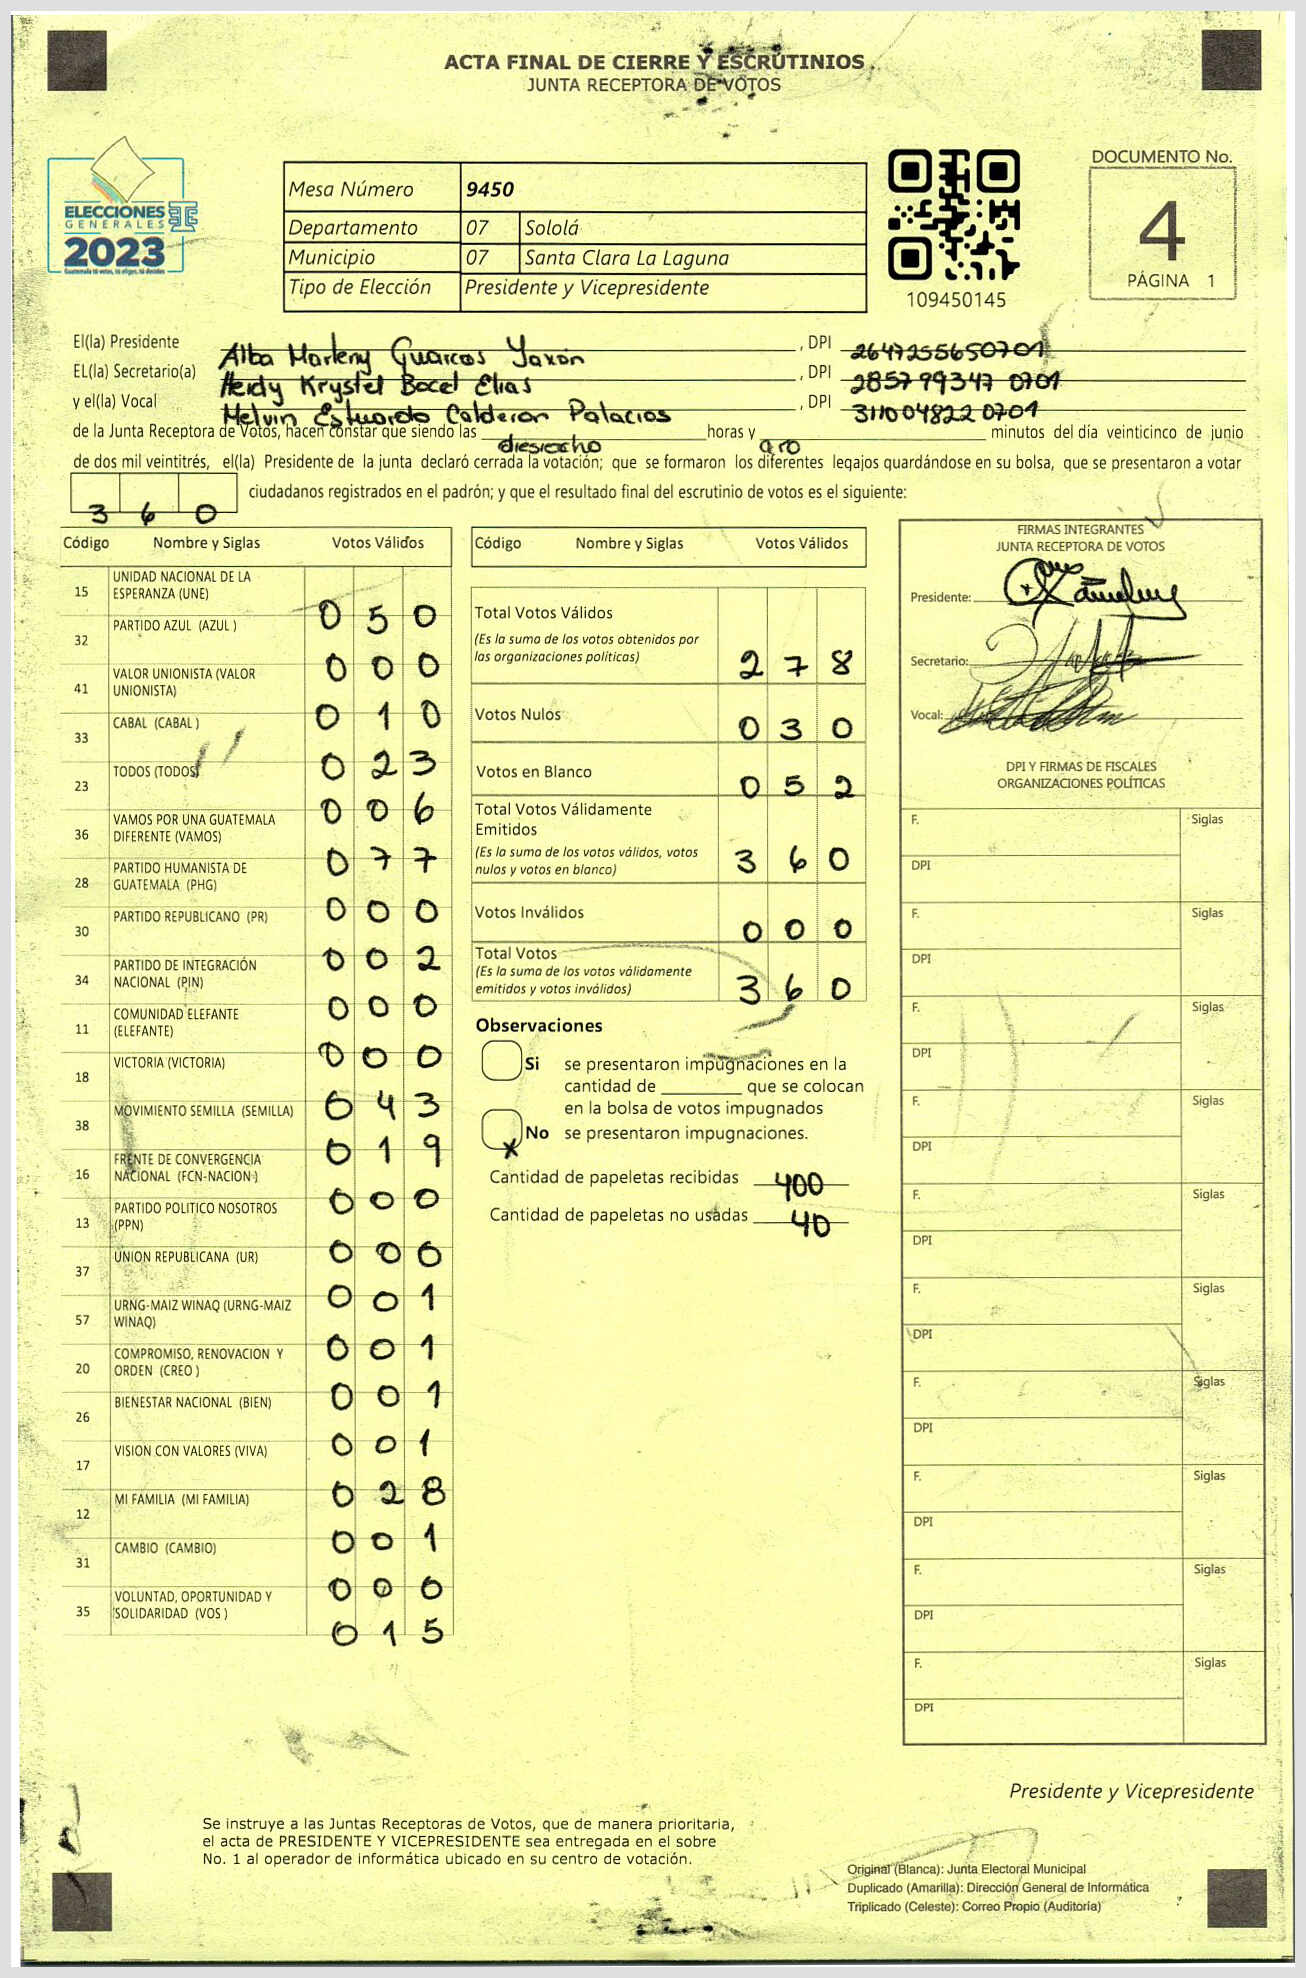 ACTA FINAL DE CIERRE Y ESCRUTINIOS
JUNTA RECEPTORA DE VOTOS
ELECCIONES
GENERALES
2023
Guatemala tú votas, tú eliges, tú decides
Mesa Número 9450
Departamento 07 Sololá
Municipio 07 Santa Clara La Laguna
Tipo de Elección Presidente y Vicepresidente
109450145
DOCUMENTO No.
4
PÁGINA 1
El(la) Presidente Alba Marleny Guarcas Yaxón , DPI 2647255650701
EL(la) Secretario(a) Heidy Krystel Bocel Elias , DPI 2857993470701
y el(la) Vocal Melvin Estuardo Calderon Palacios , DPI 3110048220701
de la Junta Receptora de Votos, hacen constar que siendo las diesiocho horas y minutos del día veinticinco de junio
de dos mil veintitrés, el(la) Presidente de la junta declaró cerrada la votación; que se formaron los diferentes legajos guardándose en su bolsa, que se presentaron a votar
360 ciudadanos registrados en el padrón; y que el resultado final del escrutinio de votos es el siguiente:
Código Nombre y Siglas Votos Válidos
15 UNIDAD NACIONAL DE LA ESPERANZA (UNE) 0 5 0
32 PARTIDO AZUL (AZUL ) 0 0 0
41 VALOR UNIONISTA (VALOR UNIONISTA) 0 1 0
33 CABAL (CABAL ) 0 2 3
23 TODOS (TODOS) 0 0 6
36 VAMOS POR UNA GUATEMALA DIFERENTE (VAMOS) 0 7 7
28 PARTIDO HUMANISTA DE GUATEMALA (PHG) 0 0 0
30 PARTIDO REPUBLICANO (PR) 0 0 2
34 PARTIDO DE INTEGRACIÓN NACIONAL (PIN) 0 0 0
11 COMUNIDAD ELEFANTE (ELEFANTE) 0 0 0
18 VICTORIA (VICTORIA) 0 4 3
38 MOVIMIENTO SEMILLA (SEMILLA) 0 1 9
16 FRENTE DE CONVERGENCIA NACIONAL (FCN-NACION ) 0 0 0
13 PARTIDO POLITICO NOSOTROS (PPN) 0 0 0
37 UNION REPUBLICANA (UR) 0 0 1
57 URNG-MAIZ WINAQ (URNG-MAIZ WINAQ) 0 0 1
20 COMPROMISO, RENOVACION Y ORDEN (CREO ) 0 0 1
26 BIENESTAR NACIONAL (BIEN) 0 0 1
17 VISION CON VALORES (VIVA) 0 2 8
12 MI FAMILIA (MI FAMILIA) 0 0 1
31 CAMBIO (CAMBIO) 0 0 0
35 VOLUNTAD, OPORTUNIDAD Y SOLIDARIDAD (VOS ) 0 1 5
Código Nombre y Siglas Votos Válidos
Total Votos Válidos
(Es la suma de los votos obtenidos por
las organizaciones políticas) 2 7 8
Votos Nulos 0 3 0
Votos en Blanco 0 5 2
Total Votos Válidamente
Emitidos
(Es la suma de los votos válidos, votos
nulos y votos en blanco) 3 6 0
Votos Inválidos 0 0 0
Total Votos
(Es la suma de los votos válidamente
emitidos y votos inválidos) 3 6 0
Observaciones
Si se presentaron impugnaciones en la
cantidad de ________ que se colocan
en la bolsa de votos impugnados
X No se presentaron impugnaciones.
Cantidad de papeletas recibidas 400
Cantidad de papeletas no usadas 40
FIRMAS INTEGRANTES
JUNTA RECEPTORA DE VOTOS
Presidente:
Secretario:
Vocal:
DPI Y FIRMAS DE FISCALES
ORGANIZACIONES POLÍTICAS
F. Siglas
DPI
F. Siglas
DPI
F. Siglas
DPI
F. Siglas
DPI
F. Siglas
DPI
F. Siglas
DPI
F. Siglas
DPI
F. Siglas
DPI
F. Siglas
DPI
F. Siglas
DPI
Presidente y Vicepresidente
Se instruye a las Juntas Receptoras de Votos, que de manera prioritaria,
el acta de PRESIDENTE Y VICEPRESIDENTE sea entregada en el sobre
No. 1 al operador de informática ubicado en su centro de votación.
Original (Blanca): Junta Electoral Municipal
Duplicado (Amarilla): Dirección General de Informática
Triplicado (Celeste): Correo Propio (Auditoría)